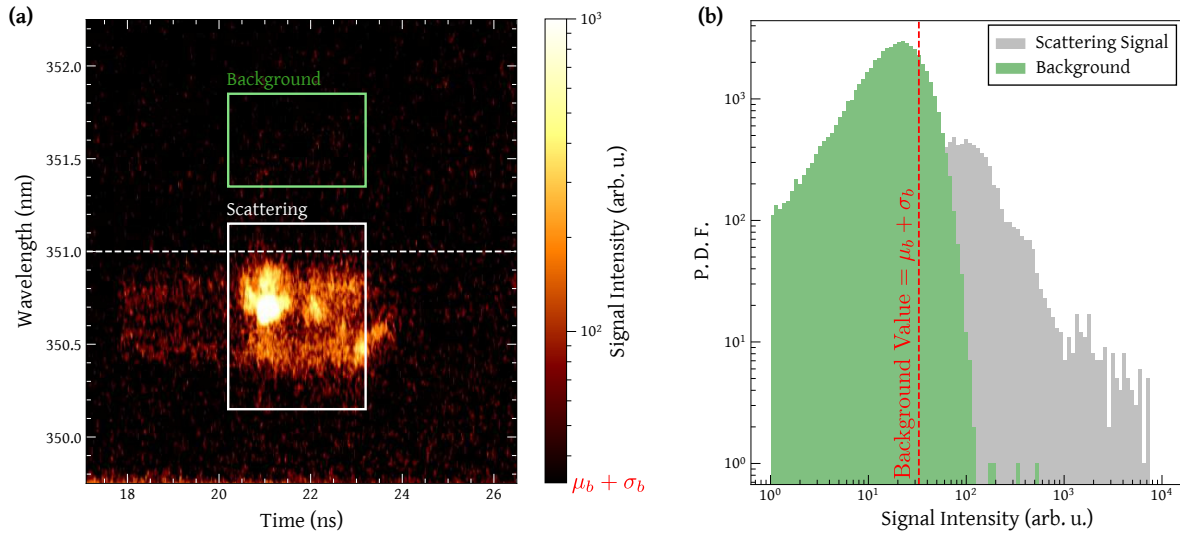 (a)
352.0
351.5
351.0
350.5
350.0
Wavelength (nm)
Background
Scattering
18
20
22
24
26
Time (ns)
10³
10²
μ_b + σ_b
Signal Intensity (arb. u.)
(b)
Scattering Signal
Background
Background Value = μ_b + σ_b
10³
10²
10¹
10⁰
P. D. F.
10⁰
10¹
10²
10³
10⁴
Signal Intensity (arb. u.)